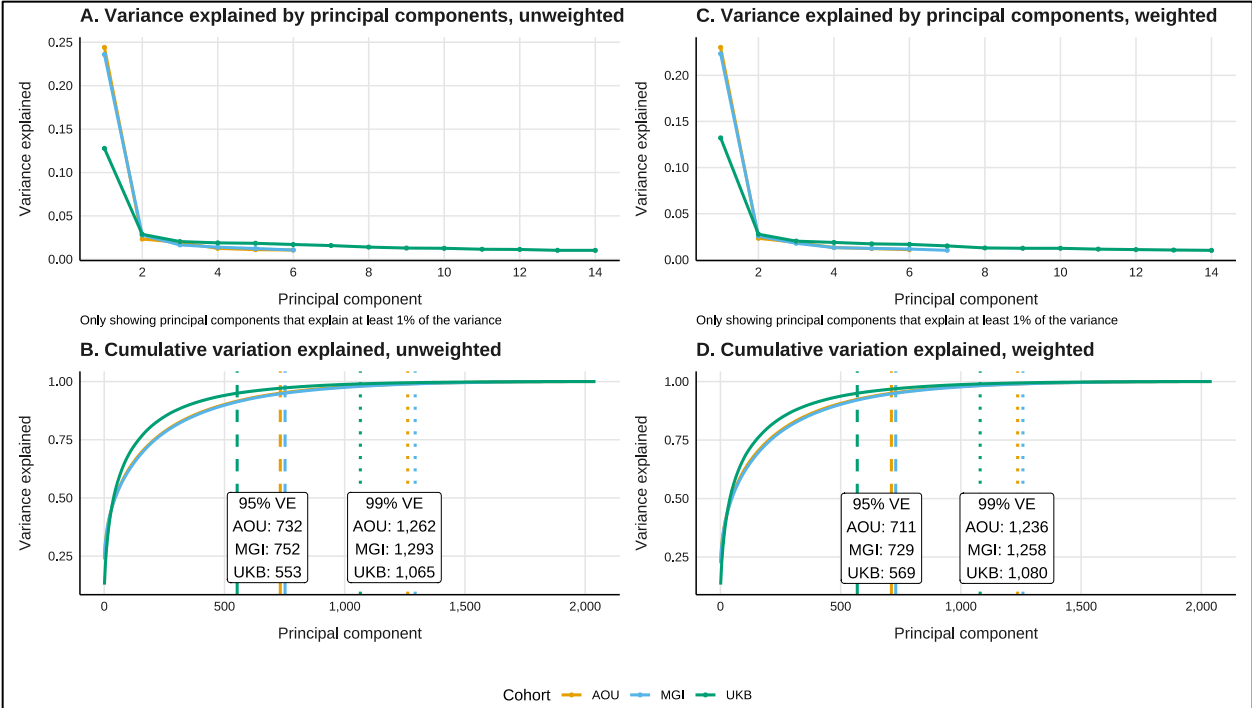 A. Variance explained by principal components, unweighted
0.25
0.20
0.15
0.10
0.05
0.00
Variance explained
2 4 6 8 10 12 14
Principal component
Only showing principal components that explain at least 1% of the variance
B. Cumulative variation explained, unweighted
1.00
0.75
0.50
0.25
Variance explained
95% VE
AOU: 732
MGI: 752
UKB: 553
99% VE
AOU: 1,262
MGI: 1,293
UKB: 1,065
0 500 1,000 1,500 2,000
Principal component
C. Variance explained by principal components, weighted
0.20
0.15
0.10
0.05
0.00
Variance explained
2 4 6 8 10 12 14
Principal component
Only showing principal components that explain at least 1% of the variance
D. Cumulative variation explained, weighted
1.00
0.75
0.50
0.25
Variance explained
95% VE
AOU: 711
MGI: 729
UKB: 569
99% VE
AOU: 1,236
MGI: 1,258
UKB: 1,080
0 500 1,000 1,500 2,000
Principal component
Cohort AOU MGI UKB